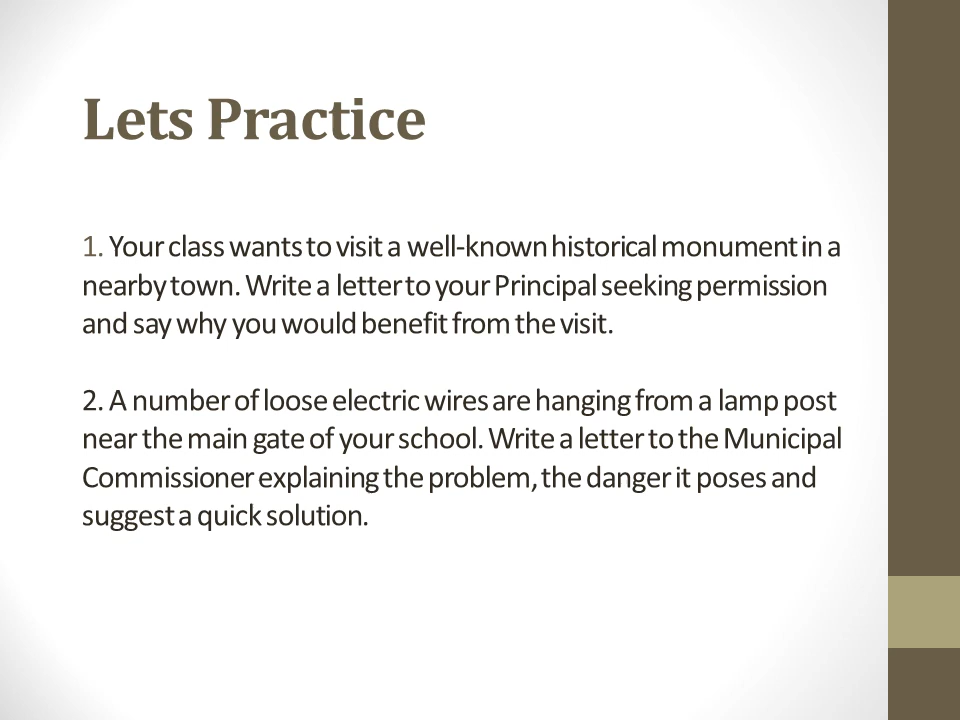 Lets Practice
1. Your class wants to visit a well-known historical monument in a
nearby town. Write a letter to your Principal seeking permission
and say why you would benefit from the visit.
2. A number of loose electric wires are hanging from a lamp post
near the main gate of your school. Write a letter to the Municipal
Commissioner explaining the problem, the danger it poses and
suggest a quick solution.